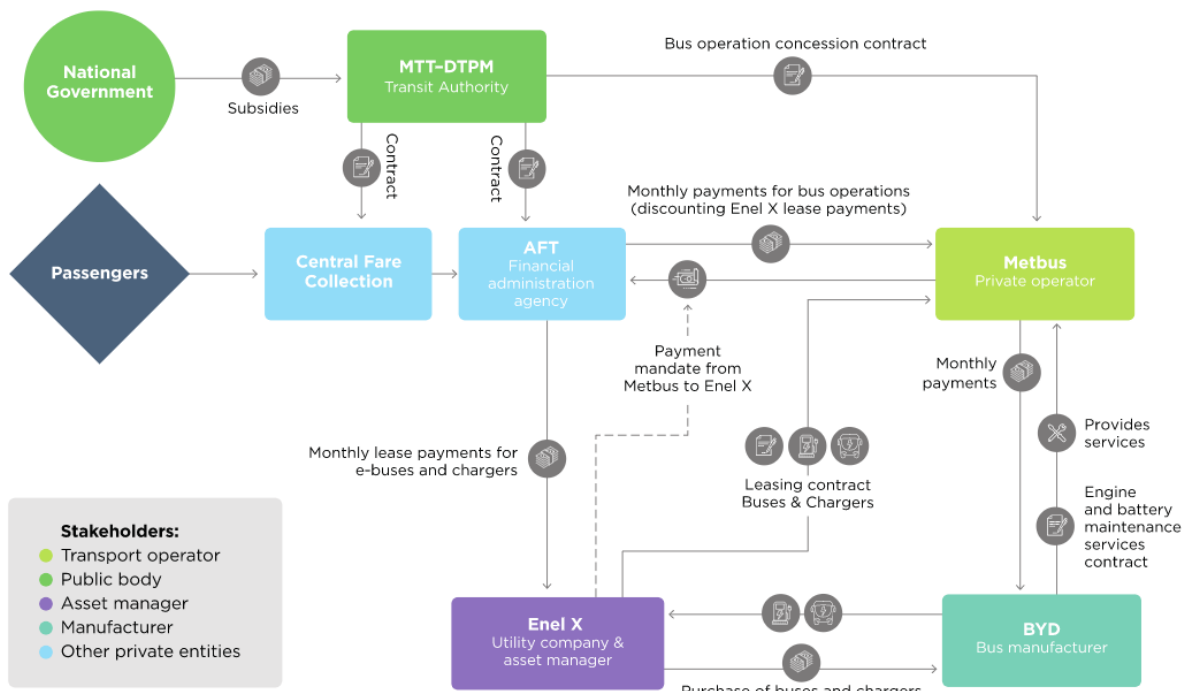 National
Government
Subsidies
MTT–DTPM
Transit Authority
Bus operation concession contract
Contract
Contract
Passengers
Central Fare
Collection
AFT
Financial
administration
agency
Monthly payments for bus operations
(discounting Enel X lease payments)
Metbus
Private operator
Payment
mandate from
Metbus to Enel X
Monthly
payments
Provides
services
Monthly lease payments for
e-buses and chargers
Leasing contract
Buses & Chargers
Engine
and battery
maintenance
services
contract
Stakeholders:
Transport operator
Public body
Asset manager
Manufacturer
Other private entities
Enel X
Utility company &
asset manager
BYD
Bus manufacturer
Purchase of buses and chargers